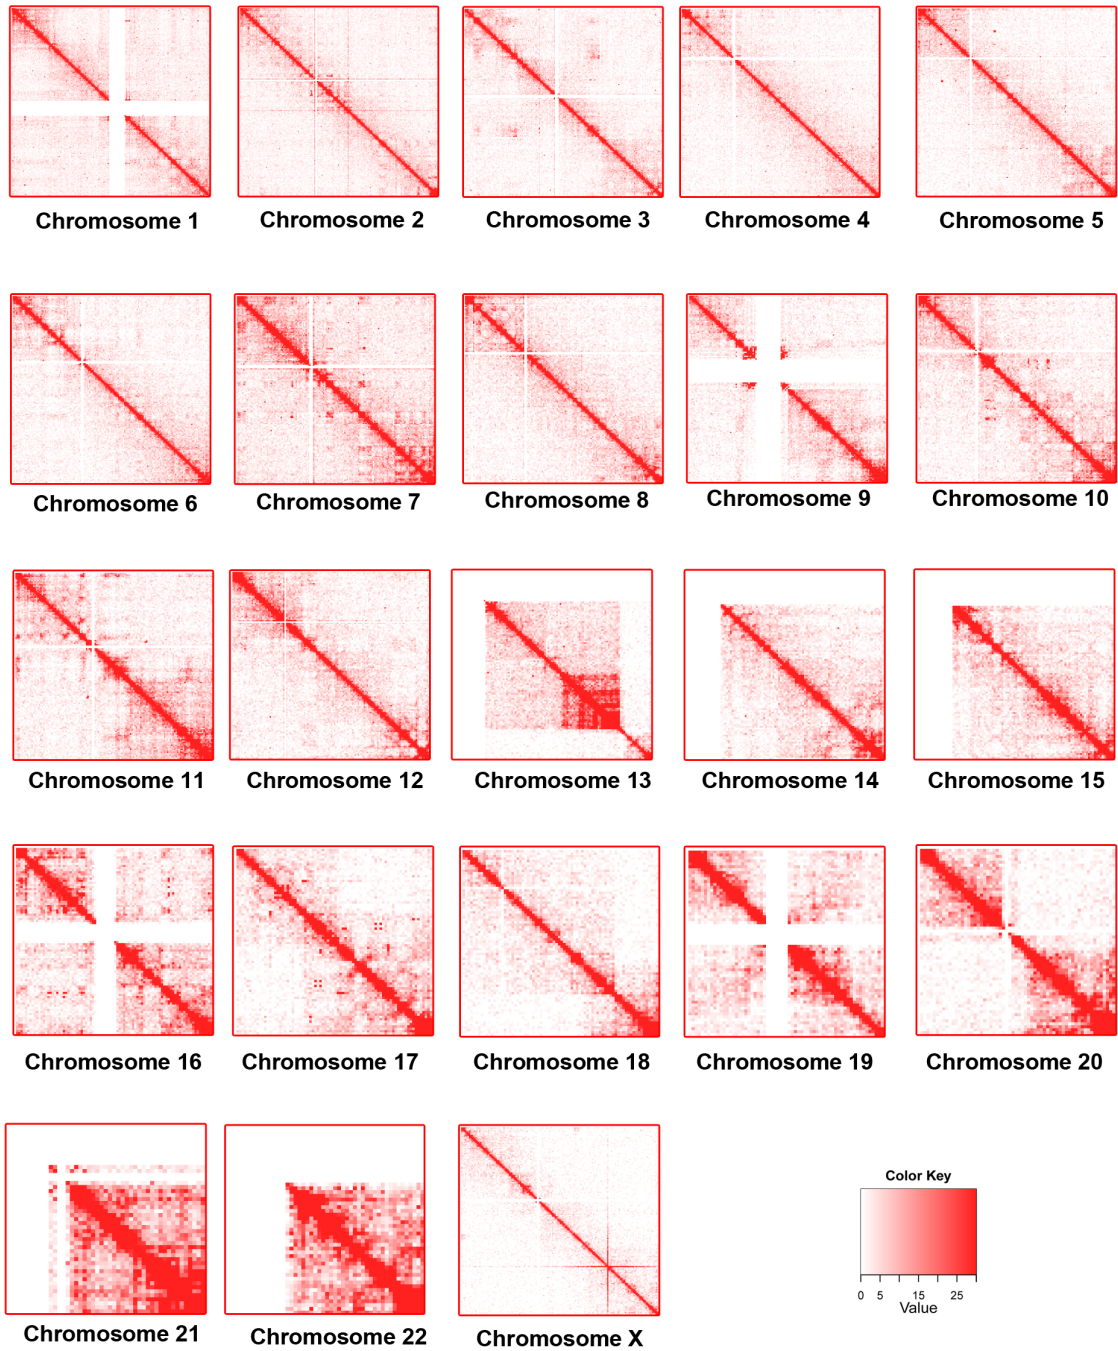 Chromosome 1
Chromosome 2
Chromosome 3
Chromosome 4
Chromosome 5
Chromosome 6
Chromosome 7
Chromosome 8
Chromosome 9
Chromosome 10
Chromosome 11
Chromosome 12
Chromosome 13
Chromosome 14
Chromosome 15
Chromosome 16
Chromosome 17
Chromosome 18
Chromosome 19
Chromosome 20
Chromosome 21
Chromosome 22
Chromosome X
Color Key
0 5 15 25
Value